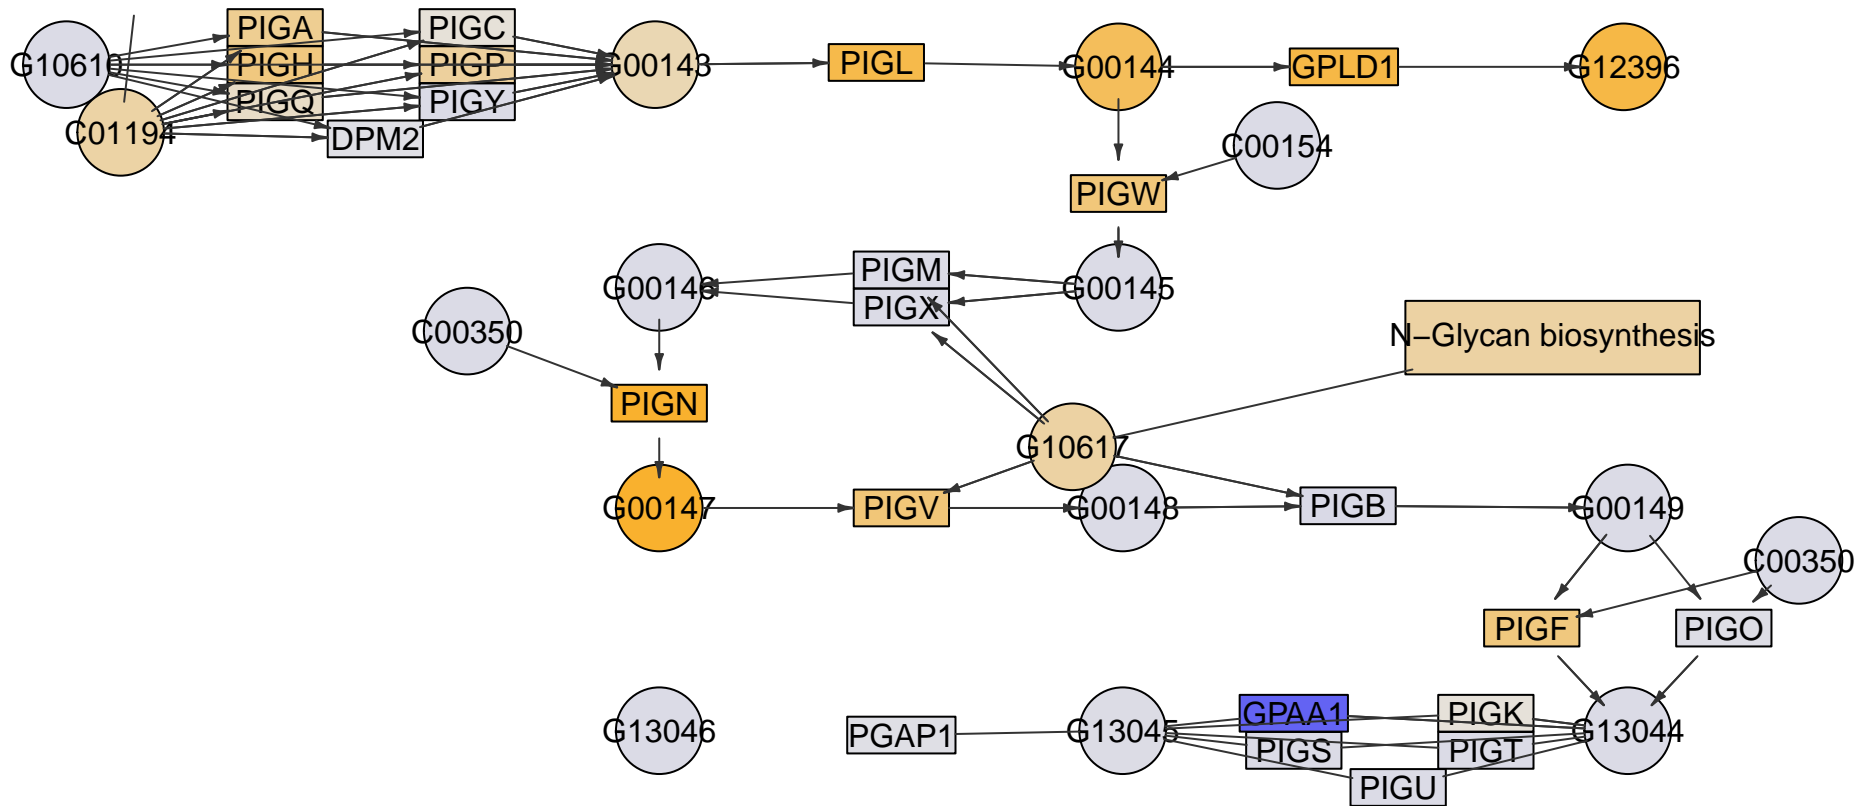 PIGA
PIGC
G10610
PIGH
PIGP
G00143
PIGL
G00144
GPLD1
G12396
PIGQ
PIGY
C01194
DPM2
C00154
PIGW
PIGM
G00146
G00145
PIGX
C00350
N−Glycan biosynthesis
PIGN
G10617
G00147
PIGV
G00148
PIGB
G00149
C00350
PIGF
PIGO
GPAA1
PIGK
G13046
PGAP1
G13045
G13044
PIGS
PIGT
PIGU